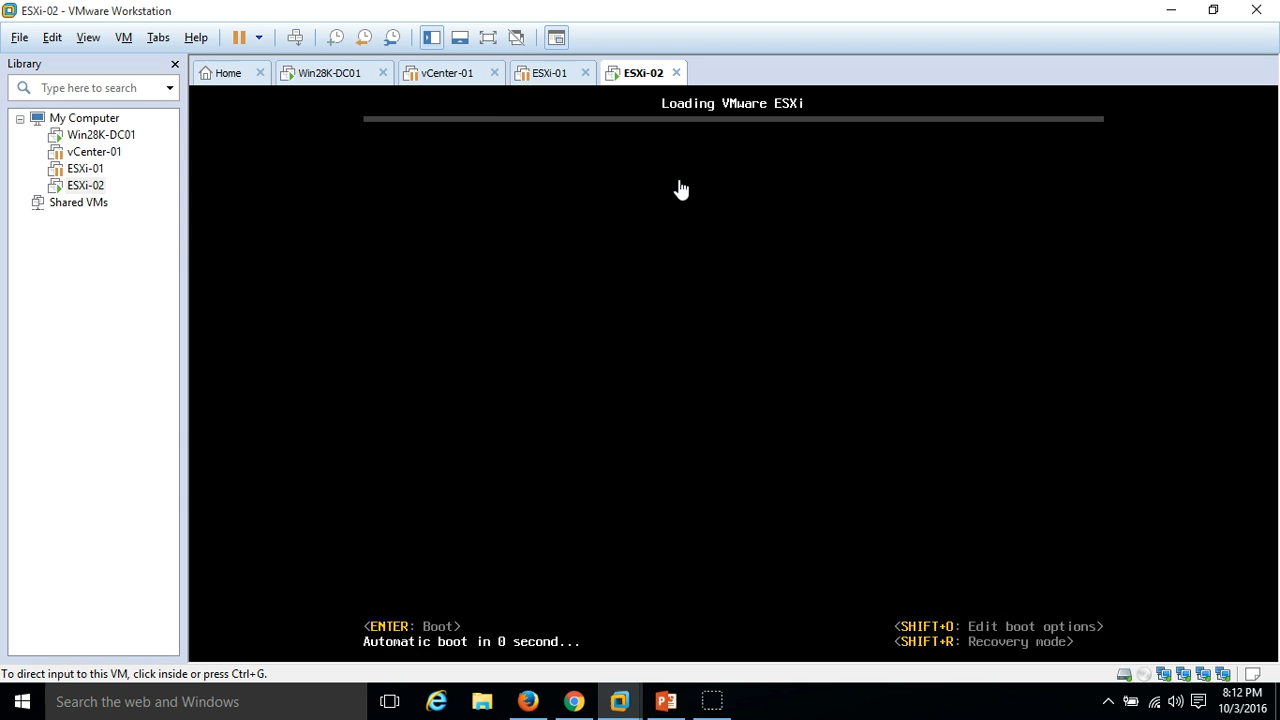 ESXi-02 - VMware Workstation
File Edit View VM Tabs Help
Library
Type here to search
My Computer
Win28K-DC01
vCenter-01
ESXi-01
ESXi-02
Shared VMs
Home Win28K-DC01 vCenter-01 ESXi-01 ESXi-02
Loading VMware ESXi
<ENTER: Boot> <SHIFT+O: Edit boot options>
Automatic boot in 0 second... <SHIFT+R: Recovery mode>
To direct input to this VM, click inside or press Ctrl+G.
Search the web and Windows
8:12 PM
10/3/2016